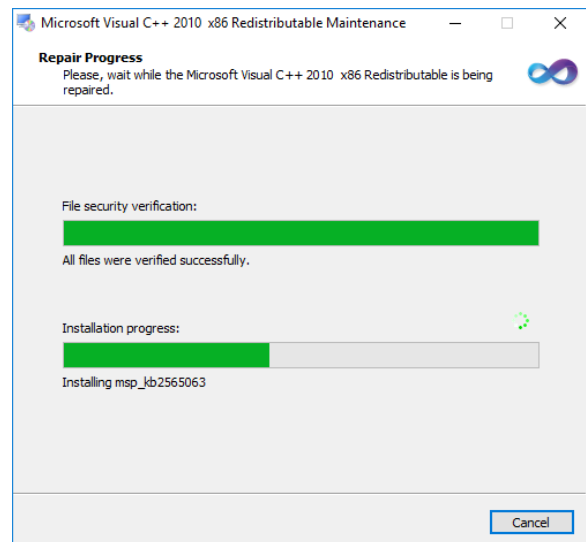 Microsoft Visual C++ 2010 x86 Redistributable Maintenance
Repair Progress
Please, wait while the Microsoft Visual C++ 2010 x86 Redistributable is being
repaired.
File security verification:
All files were verified successfully.
Installation progress:
Installing msp_kb2565063
Cancel